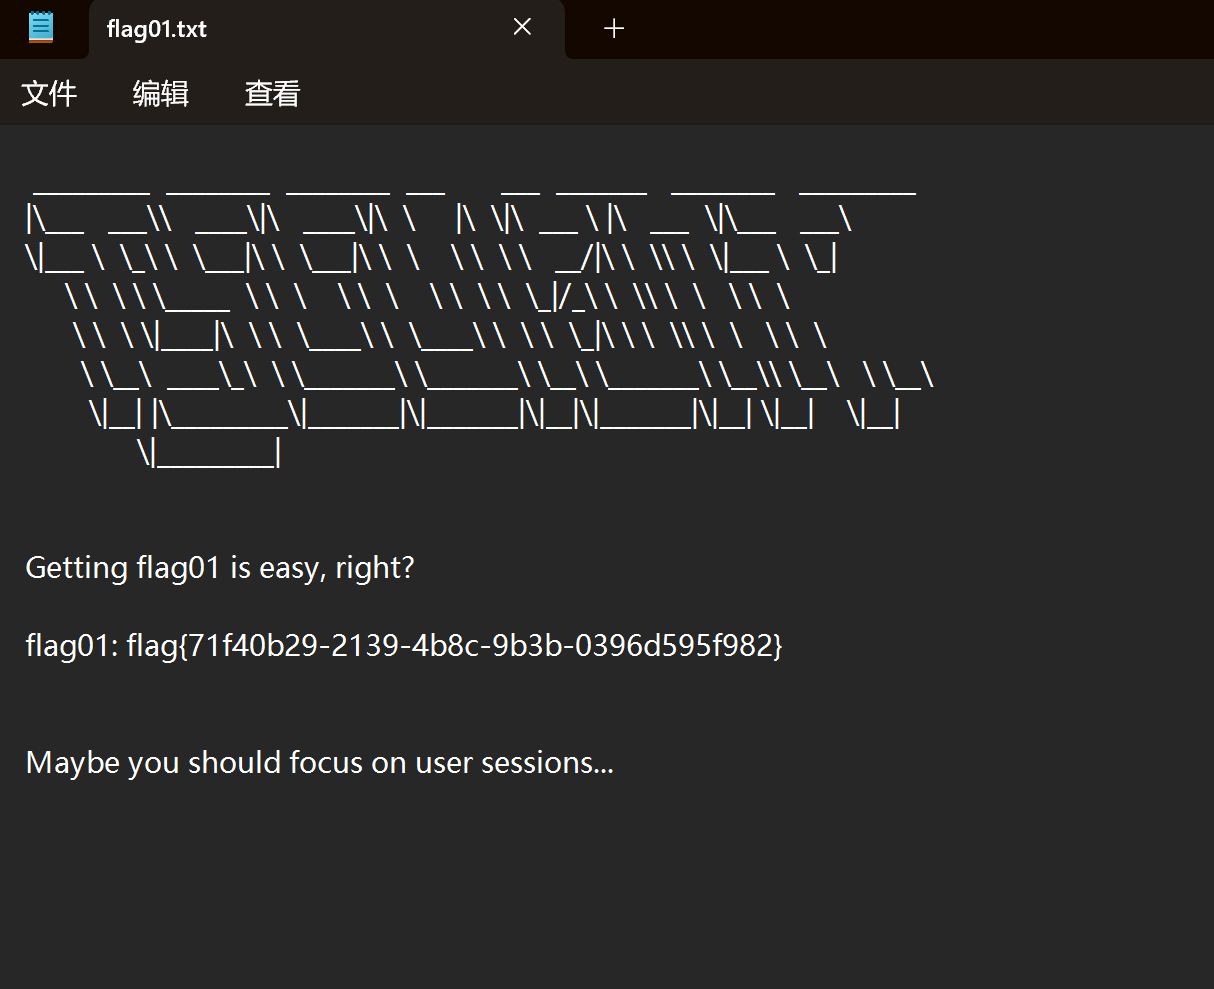 flag01.txt
文件 编辑 查看
Getting flag01 is easy, right?
flag01: flag{71f40b29-2139-4b8c-9b3b-0396d595f982}
Maybe you should focus on user sessions...